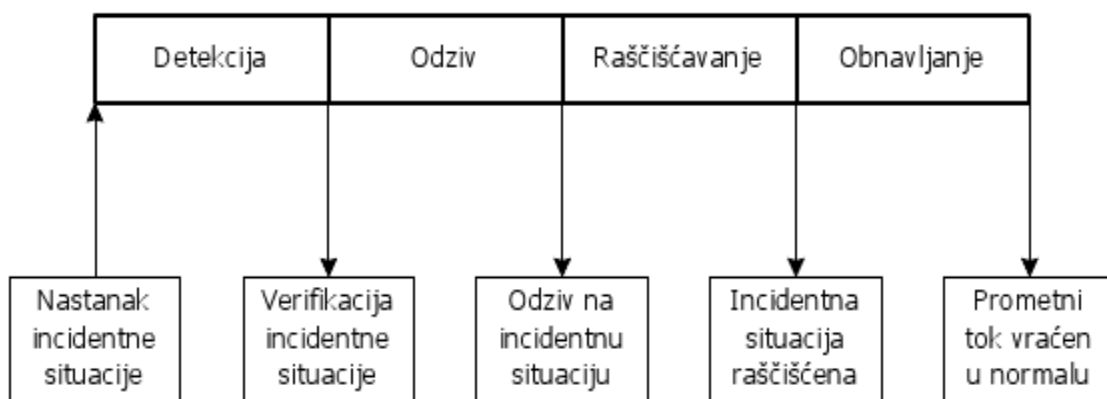 Detekcija
Odziv
Raščišćavanje
Obnavljanje
Nastanak
incidentne
situacije
Verifikacija
incidentne
situacije
Odziv na
incidentnu
situaciju
Incidentna
situacija
raščišćena
Prometni
tok vraćen
u normalu